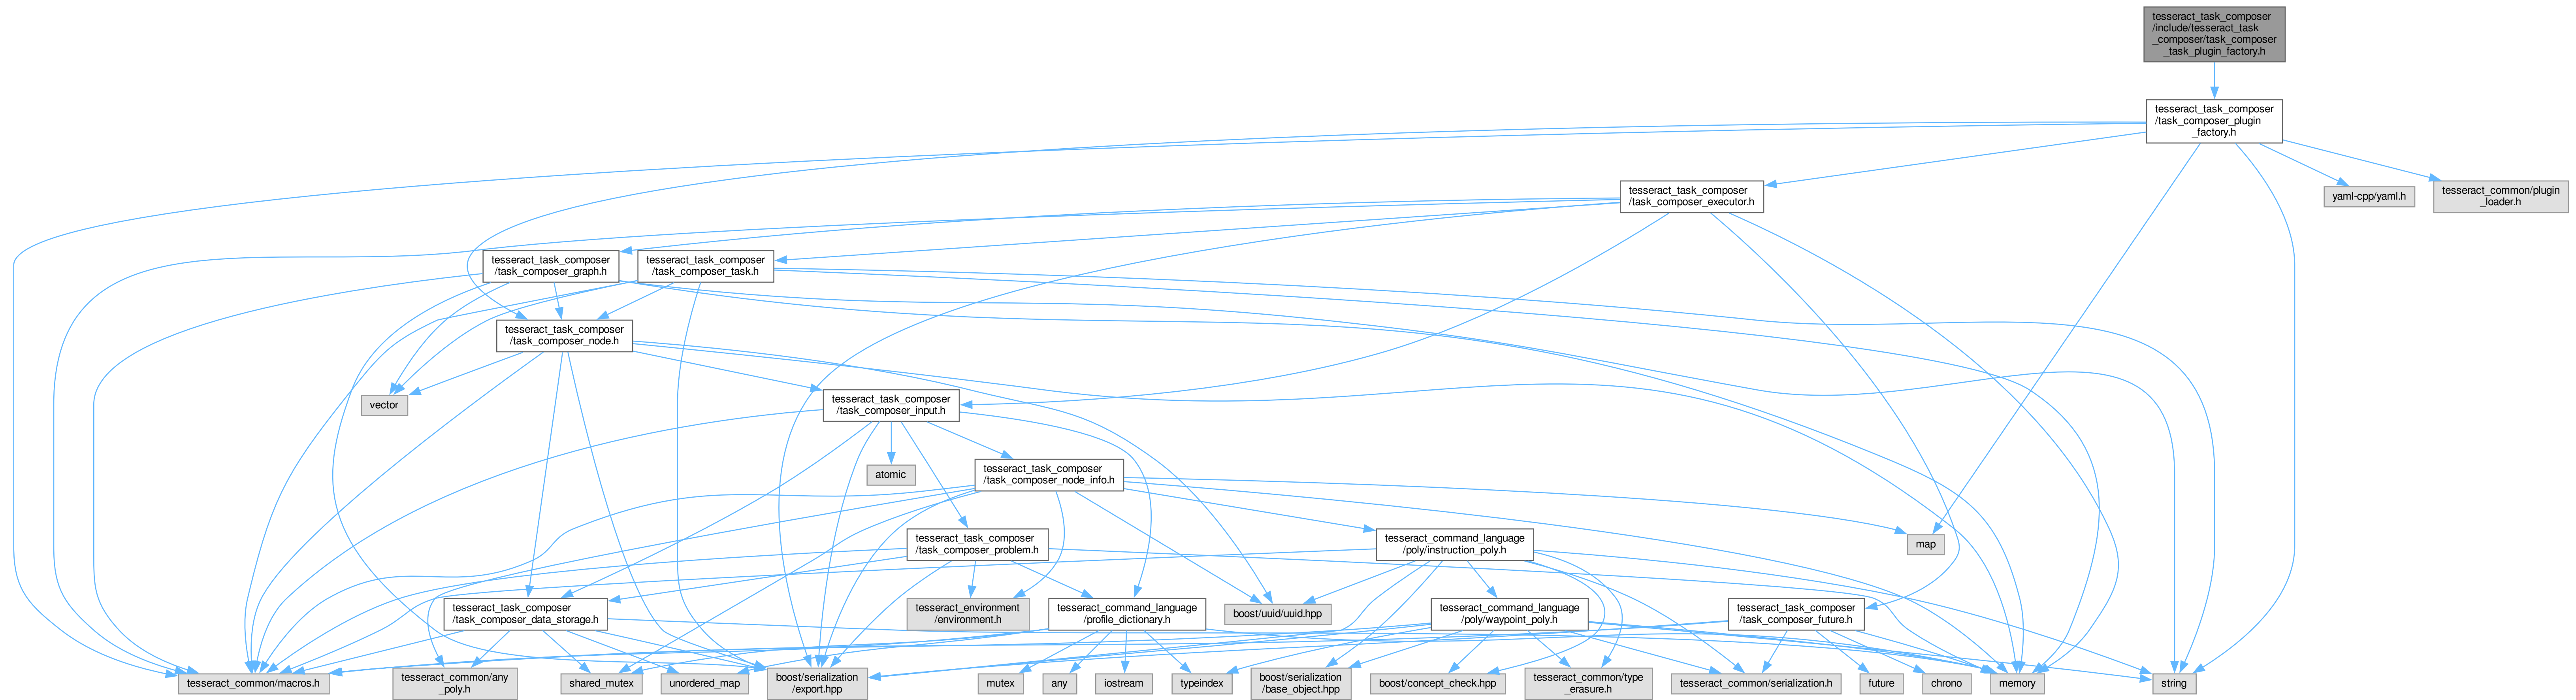 tesseract_task_composer
/include/tesseract_task
_composer/task_composer
_task_plugin_factory.h
tesseract_task_composer
/task_composer_plugin
_factory.h
tesseract_task_composer
/task_composer_executor.h
yaml-cpp/yaml.h
tesseract_common/plugin
_loader.h
tesseract_task_composer
/task_composer_graph.h
tesseract_task_composer
/task_composer_task.h
tesseract_task_composer
/task_composer_node.h
vector
tesseract_task_composer
/task_composer_input.h
atomic
tesseract_task_composer
/task_composer_node_info.h
tesseract_task_composer
/task_composer_problem.h
tesseract_command_language
/poly/instruction_poly.h
map
tesseract_task_composer
/task_composer_data_storage.h
tesseract_environment
/environment.h
tesseract_command_language
/profile_dictionary.h
boost/uuid/uuid.hpp
tesseract_command_language
/poly/waypoint_poly.h
tesseract_task_composer
/task_composer_future.h
tesseract_common/macros.h
tesseract_common/any
_poly.h
shared_mutex
unordered_map
boost/serialization
/export.hpp
mutex
any
iostream
typeindex
boost/serialization
/base_object.hpp
boost/concept_check.hpp
tesseract_common/type
_erasure.h
tesseract_common/serialization.h
future
chrono
memory
string